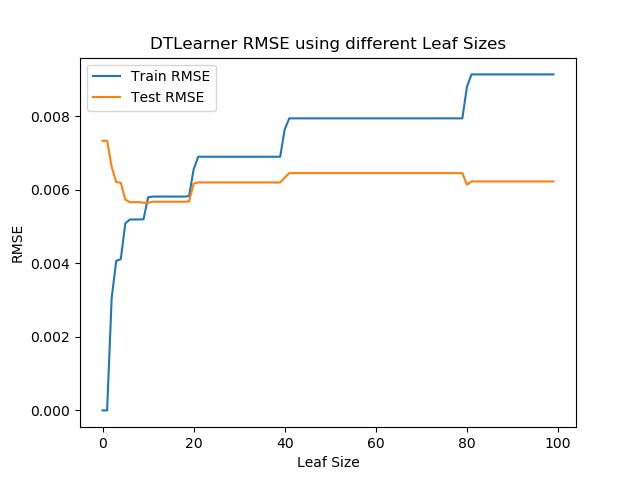 DTLearner RMSE using different Leaf Sizes
Train RMSE
Test RMSE
0.008
0.006
0.004
0.002
0.000
RMSE
0 20 40 60 80 100
Leaf Size